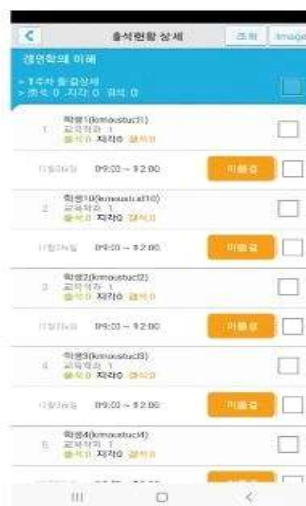 출석현황 상세
조회
Image
경영학의 이해
> 1주차 출결상세
> 출석 0 지각 0 결석 0
1
학생1(kmoustud1)
교육학과 1
출석 0 지각 0 결석 0
09:00 ~ 12:00
미출결
2
교육학과 1
출석 0 지각 0 결석 0
09:00 ~ 12:00
미출결
3
학생2(kmoustud2)
교육학과 1
출석 0 지각 0 결석 0
09:00 ~ 12:00
미출결
4
학생3(kmoustud3)
교육학과 1
출석 0 지각 0 결석 0
09:00 ~ 12:00
미출결
5
학생4(kmoustud4)
교육학과 1
출석 0 지각 0 결석 0